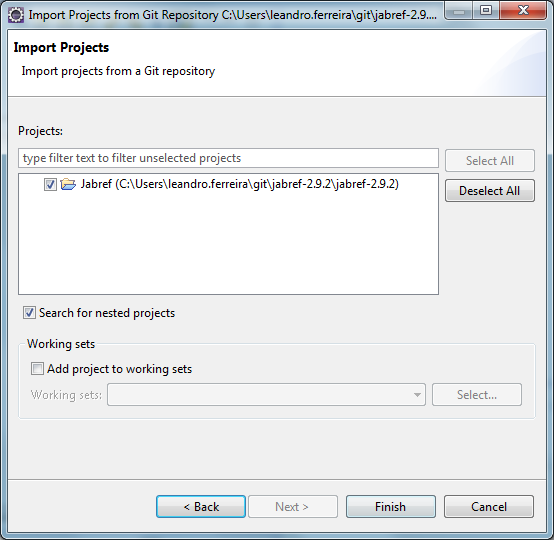 Import Projects from Git Repository C:\Users\leandro.ferreira\git\jabref-2.9....
Import Projects
Import projects from a Git repository
Projects:
type filter text to filter unselected projects
Select All
Jabref (C:\Users\leandro.ferreira\git\jabref-2.9.2\jabref-2.9.2)
Deselect All
Search for nested projects
Working sets
Add project to working sets
Working sets:
Select...
< Back
Next >
Finish
Cancel